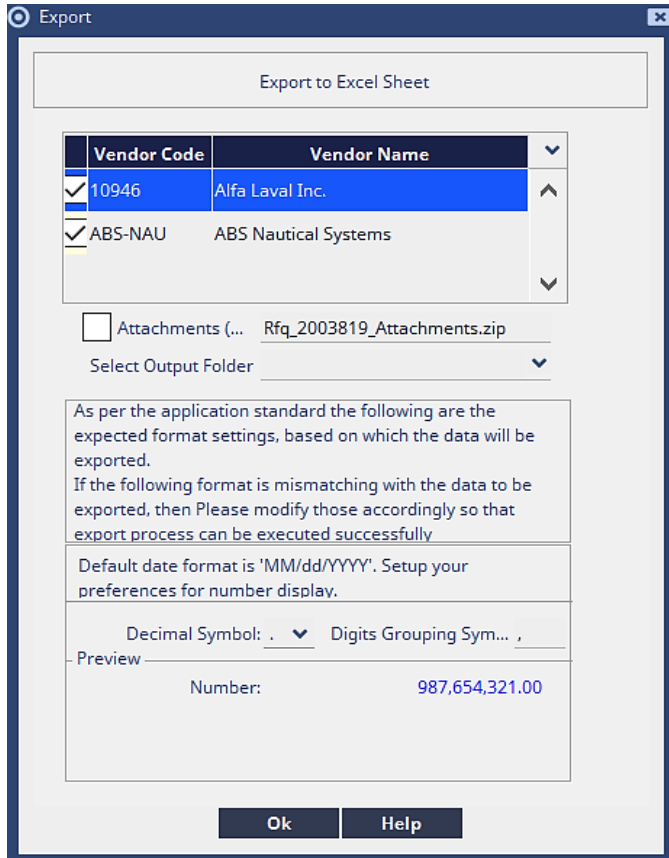 Export
Export to Excel Sheet
Vendor Code Vendor Name
10946 Alfa Laval Inc.
ABS-NAU ABS Nautical Systems
Attachments (... Rfq_2003819_Attachments.zip
Select Output Folder
As per the application standard the following are the
expected format settings, based on which the data will be
exported.
If the following format is mismatching with the data to be
exported, then Please modify those accordingly so that
export process can be executed successfully
Default date format is 'MM/dd/YYYY'. Setup your
preferences for number display.
Decimal Symbol: . Digits Grouping Sym... ,
Preview
Number: 987,654,321.00
Ok Help